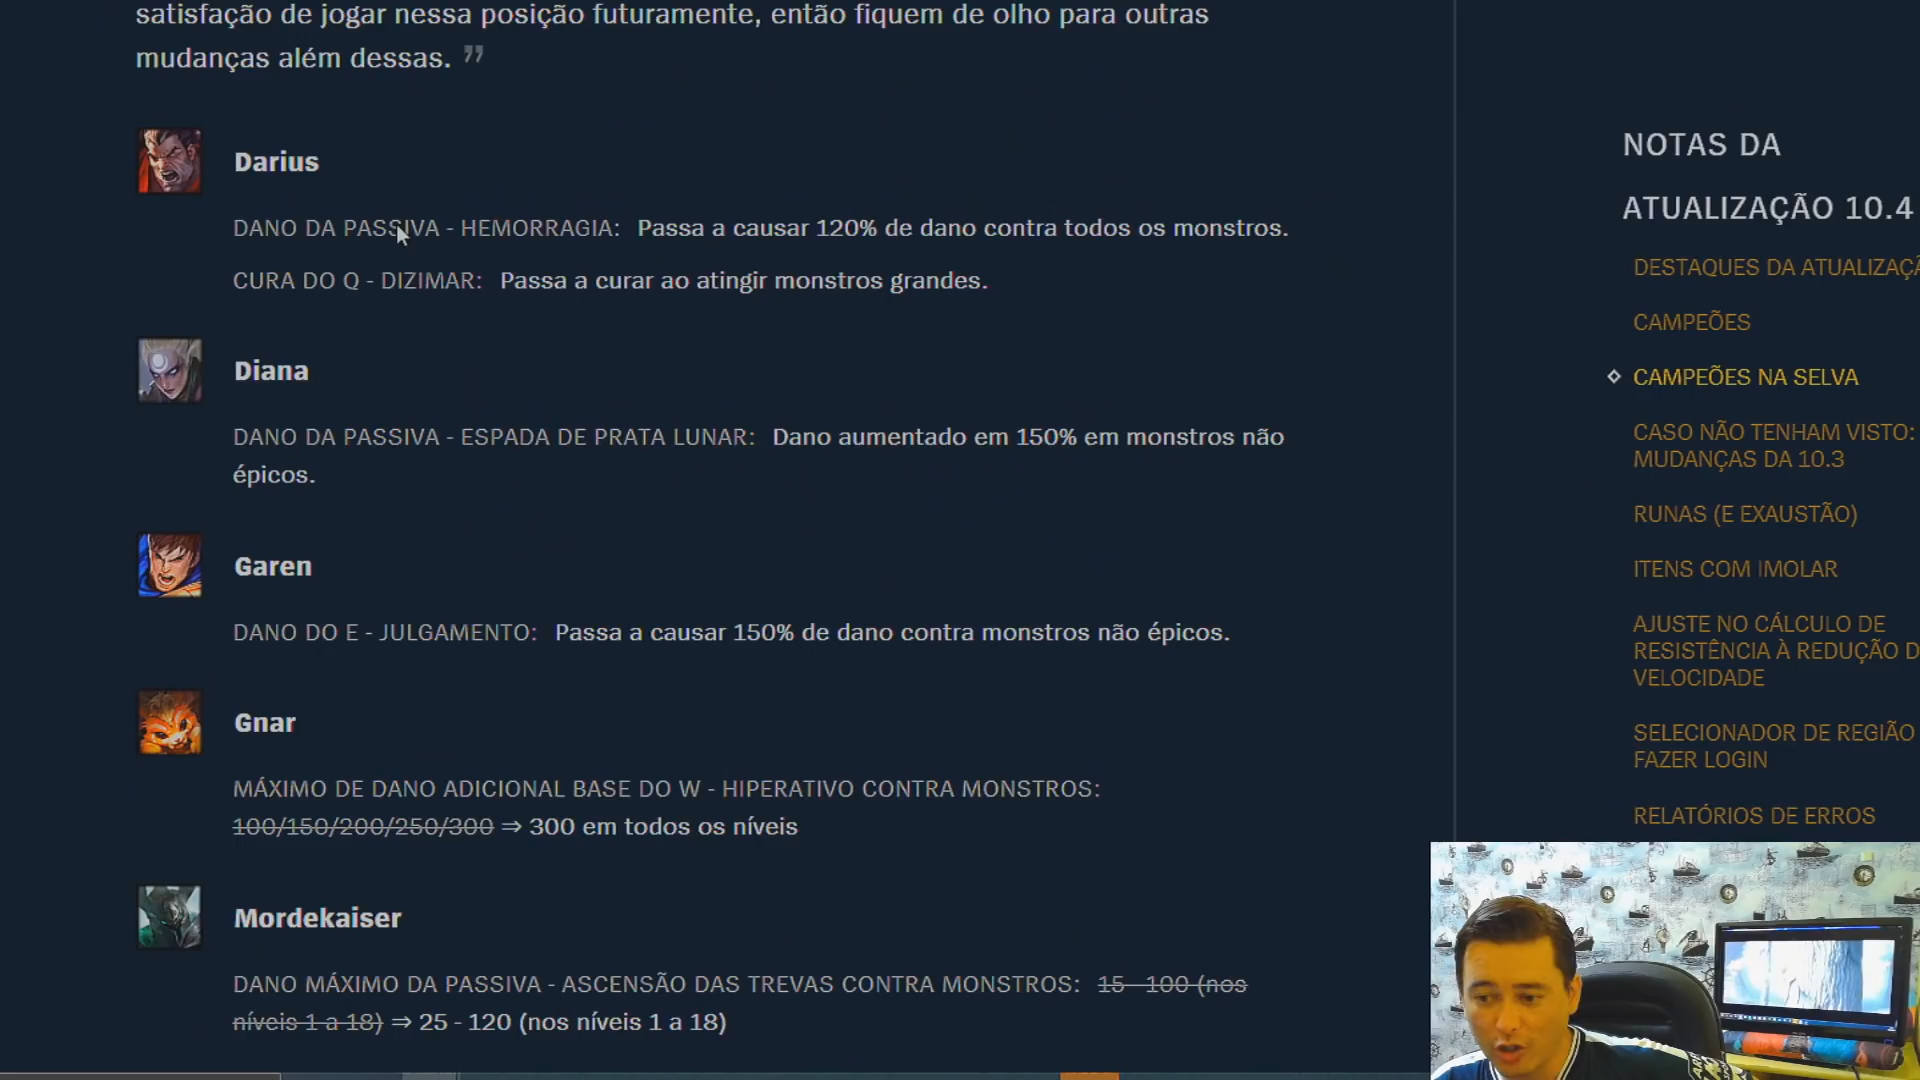 satisfação de jogar nessa posição futuramente, então fiquem de olho para outras
mudanças além dessas. ”
Darius
DANO DA PASSIVA - HEMORRAGIA: Passa a causar 120% de dano contra todos os monstros.
CURA DO Q - DIZIMAR: Passa a curar ao atingir monstros grandes.
Diana
DANO DA PASSIVA - ESPADA DE PRATA LUNAR: Dano aumentado em 150% em monstros não
épicos.
Garen
DANO DO E - JULGAMENTO: Passa a causar 150% de dano contra monstros não épicos.
Gnar
MÁXIMO DE DANO ADICIONAL BASE DO W - HIPERATIVO CONTRA MONSTROS:
100/150/200/250/300 ⇒ 300 em todos os níveis
Mordekaiser
DANO MÁXIMO DA PASSIVA - ASCENSÃO DAS TREVAS CONTRA MONSTROS: 15 - 100 (nos
níveis 1 a 18) ⇒ 25 - 120 (nos níveis 1 a 18)
NOTAS DA
ATUALIZAÇÃO 10.4
DESTAQUES DA ATUALIZAÇÃ
CAMPEÕES
CAMPEÕES NA SELVA
CASO NÃO TENHAM VISTO:
MUDANÇAS DA 10.3
RUNAS (E EXAUSTÃO)
ITENS COM IMOLAR
AJUSTE NO CÁLCULO DE
RESISTÊNCIA À REDUÇÃO D
VELOCIDADE
SELECIONADOR DE REGIÃO
FAZER LOGIN
RELATÓRIOS DE ERROS